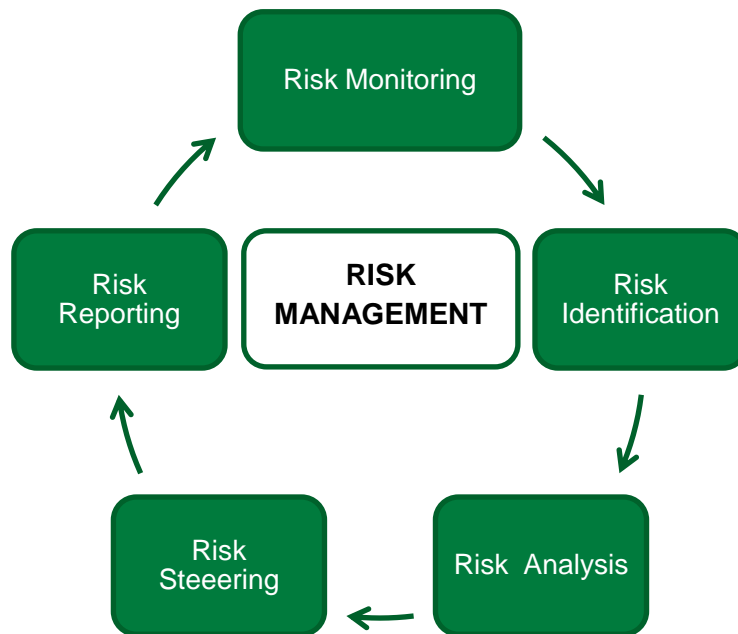 Risk Monitoring
Risk
Reporting
RISK
MANAGEMENT
Risk
Identification
Risk
Steeering
Risk Analysis